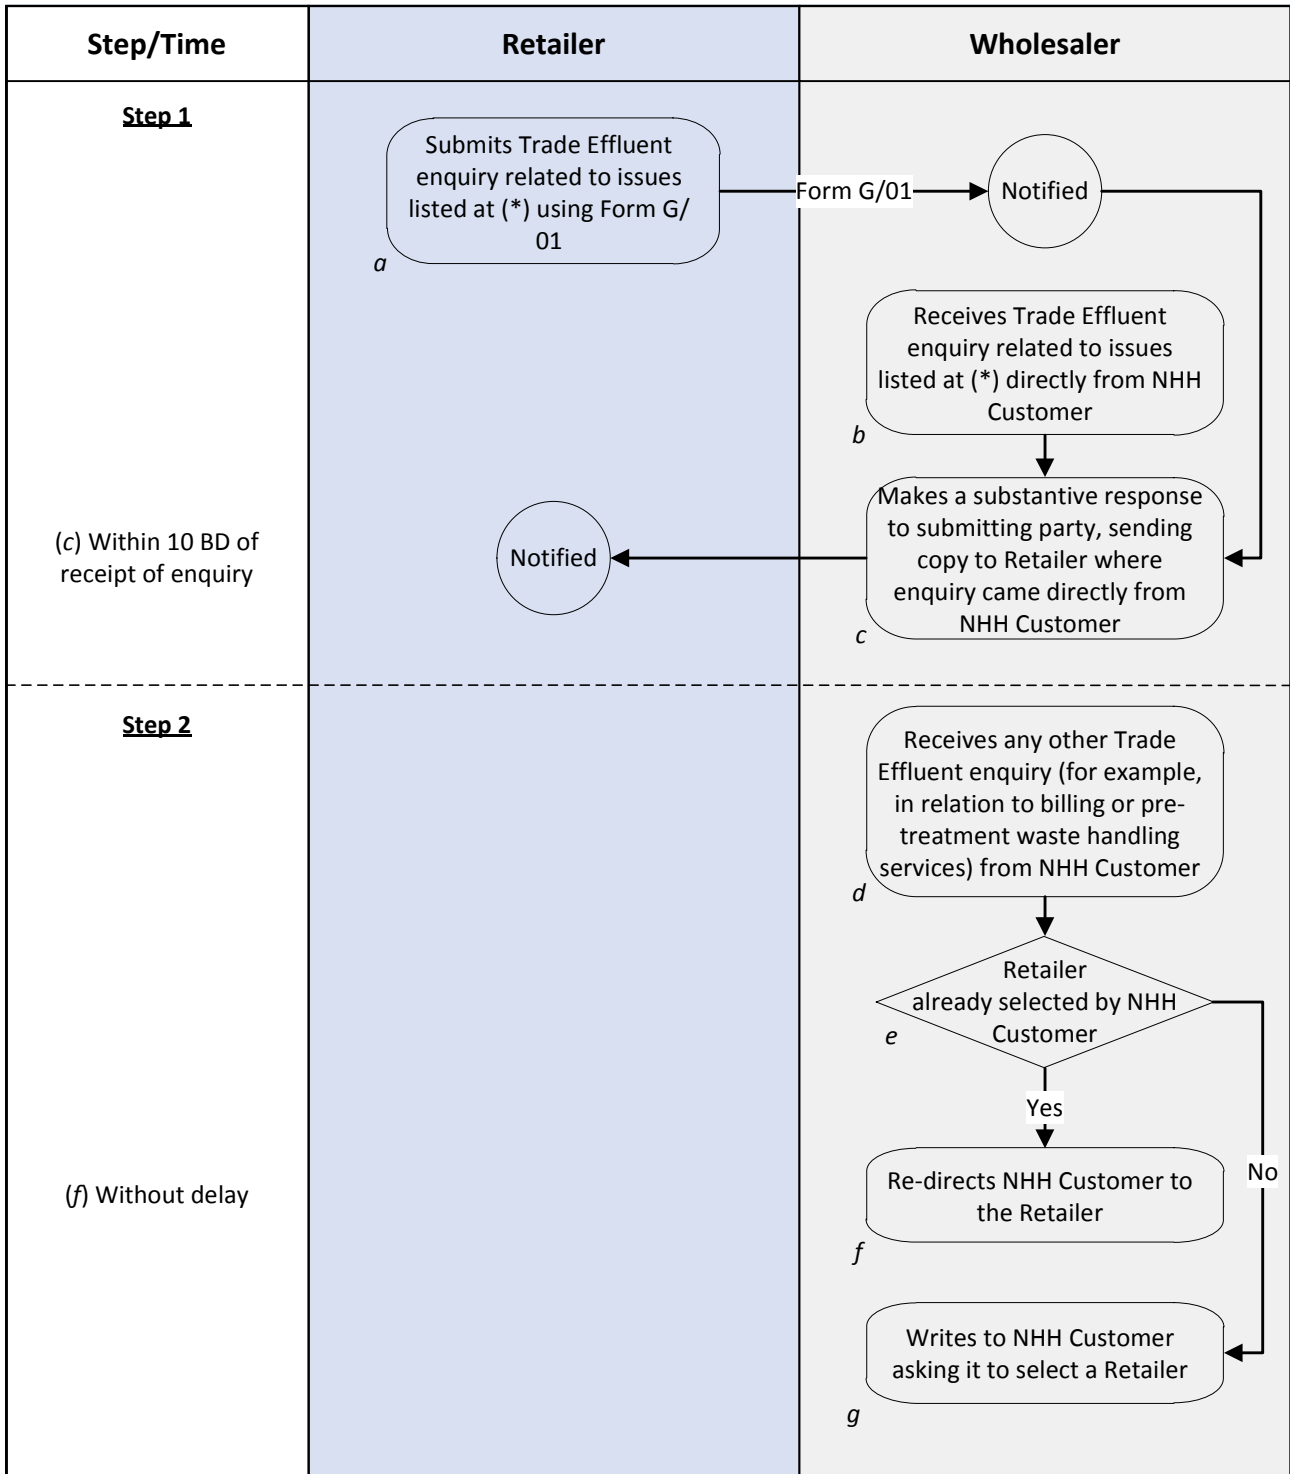 Step/Time
Retailer
Wholesaler
Step 1
Submits Trade Effluent
enquiry related to issues
listed at (*) using Form G/
01
a
Form G/01
Notified
Receives Trade Effluent
enquiry related to issues
listed at (*) directly from NHH
Customer
b
(c) Within 10 BD of
receipt of enquiry
Notified
Makes a substantive response
to submitting party, sending
copy to Retailer where
enquiry came directly from
NHH Customer
c
Step 2
Receives any other Trade
Effluent enquiry (for example,
in relation to billing or pre-
treatment waste handling
services) from NHH Customer
d
Retailer
already selected by NHH
Customer
e
Yes
No
(f) Without delay
Re-directs NHH Customer to
the Retailer
f
Writes to NHH Customer
asking it to select a Retailer
g